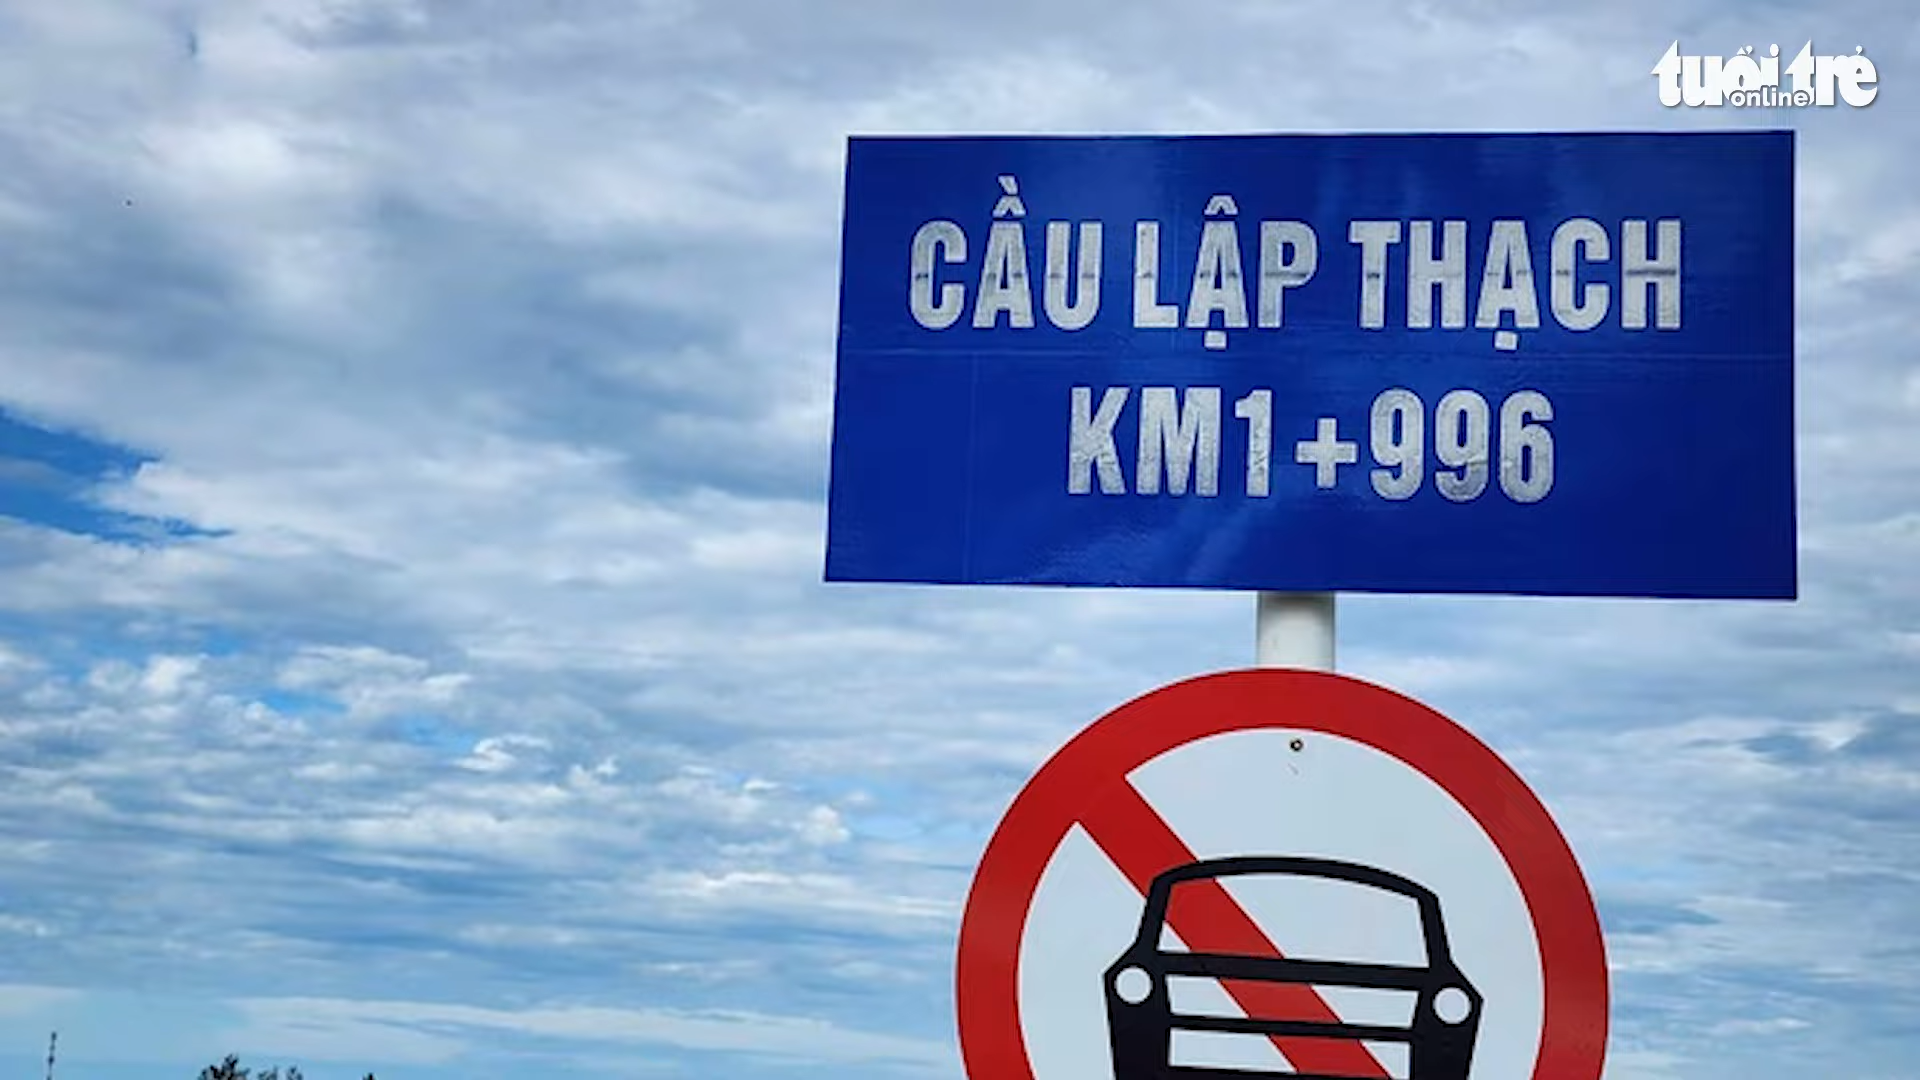 tuổi trẻ
online
CẦU LẬP THẠCH
KM1+996